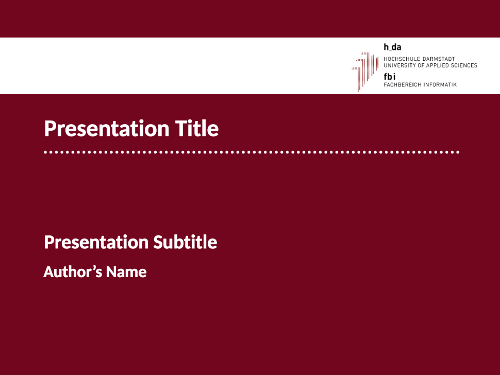 h_da
HOCHSCHULE DARMSTADT
UNIVERSITY OF APPLIED SCIENCES
fbi
FACHBEREICH INFORMATIK
Presentation Title
Presentation Subtitle
Author's Name